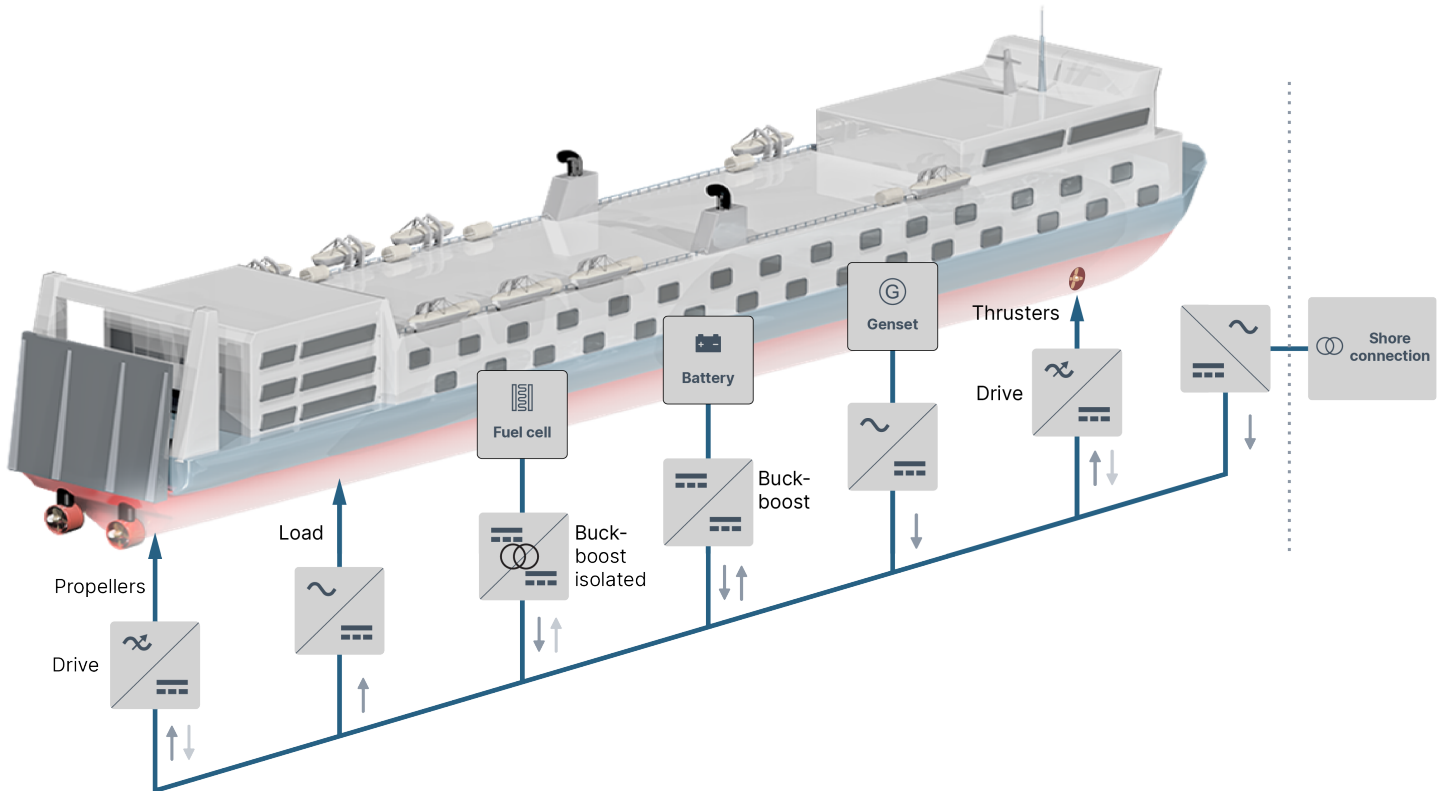 G
Genset
Thrusters
Shore
connection
Battery
Drive
Fuel cell
Buck-
boost
Load
Buck-
boost
isolated
Propellers
Drive